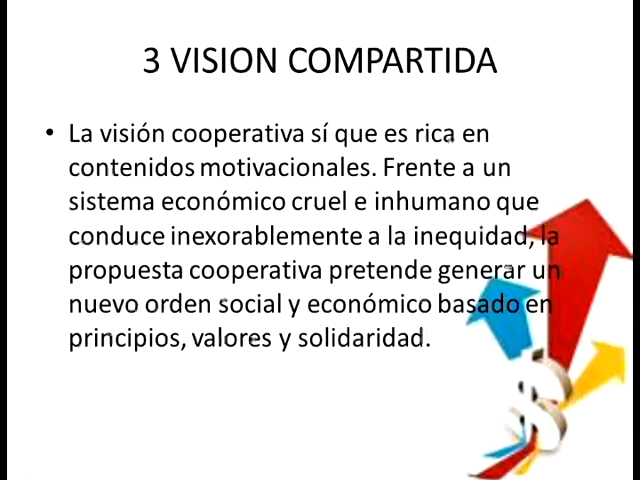 3 VISION COMPARTIDA
• La visión cooperativa sí que es rica en
contenidos motivacionales. Frente a un
sistema económico cruel e inhumano que
conduce inexorablemente a la inequidad, la
propuesta cooperativa pretende generar un
nuevo orden social y económico basado en
principios, valores y solidaridad.